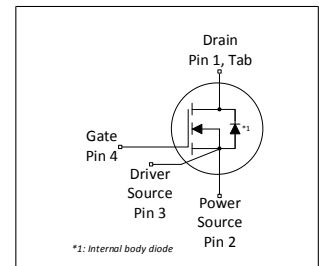 Drain
Pin 1, Tab
*1
Gate
Pin 4
Driver
Source
Pin 3
Power
Source
Pin 2
*1: Internal body diode